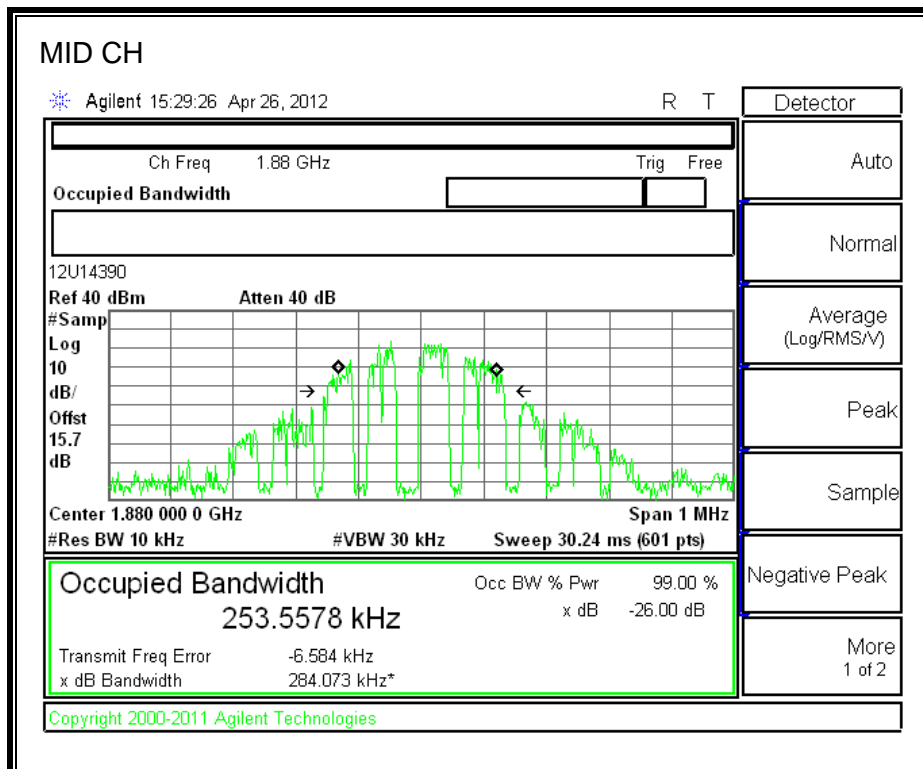 MID CH
Agilent 15:29:26 Apr 26, 2012 R T
Detector
Ch Freq 1.88 GHz Trig Free
Occupied Bandwidth
12U14390
Ref 40 dBm Atten 40 dB
#Samp
Log
10
dB/
Offst
15.7
dB
Center 1.880 000 0 GHz Span 1 MHz
#Res BW 10 kHz #VBW 30 kHz Sweep 30.24 ms (601 pts)
Occupied Bandwidth
253.5578 kHz
Occ BW % Pwr 99.00 %
x dB -26.00 dB
Transmit Freq Error -6.584 kHz
x dB Bandwidth 284.073 kHz*
Auto
Normal
Average
(Log/RMS/V)
Peak
Sample
Negative Peak
More
1 of 2
Copyright 2000-2011 Agilent Technologies